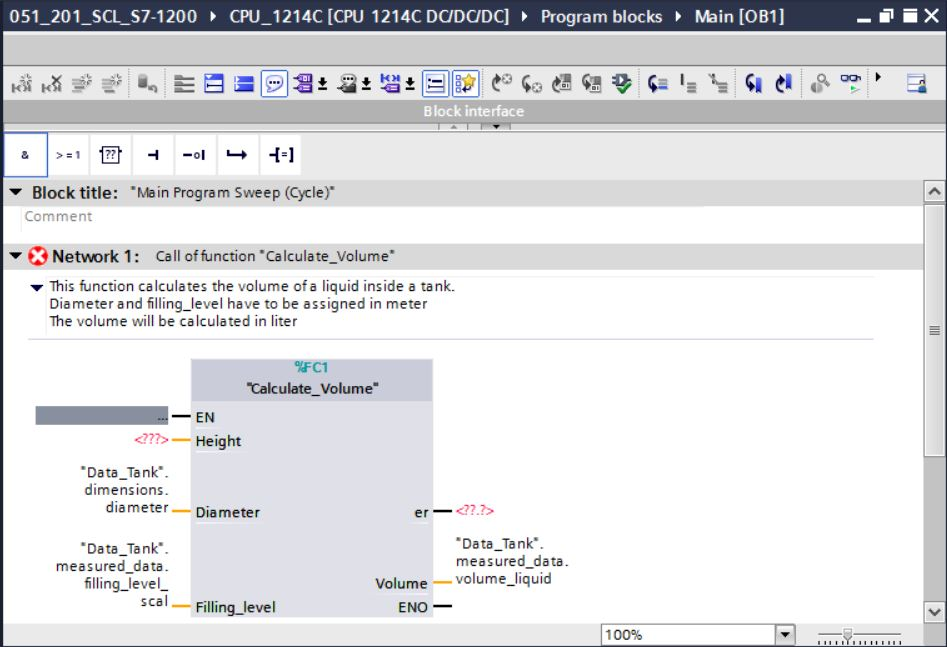 051_201_SCL_S7-1200 ▸ CPU_1214C [CPU 1214C DC/DC/DC] ▸ Program blocks ▸ Main [OB1]
Block interface
& >=1 ?? -[=]
Block title: "Main Program Sweep (Cycle)"
Comment
Network 1: Call of function "Calculate_Volume"
This function calculates the volume of a liquid inside a tank.
Diameter and filling_level have to be assigned in meter
The volume will be calculated in liter
%FC1
"Calculate_Volume"
... EN
<???> Height
"Data_Tank".
dimensions.
diameter
Diameter
er
<??.?>
"Data_Tank".
measured_data.
filling_level_
scal
Filling_level
"Data_Tank".
measured_data.
volume_liquid
Volume
ENO
100%